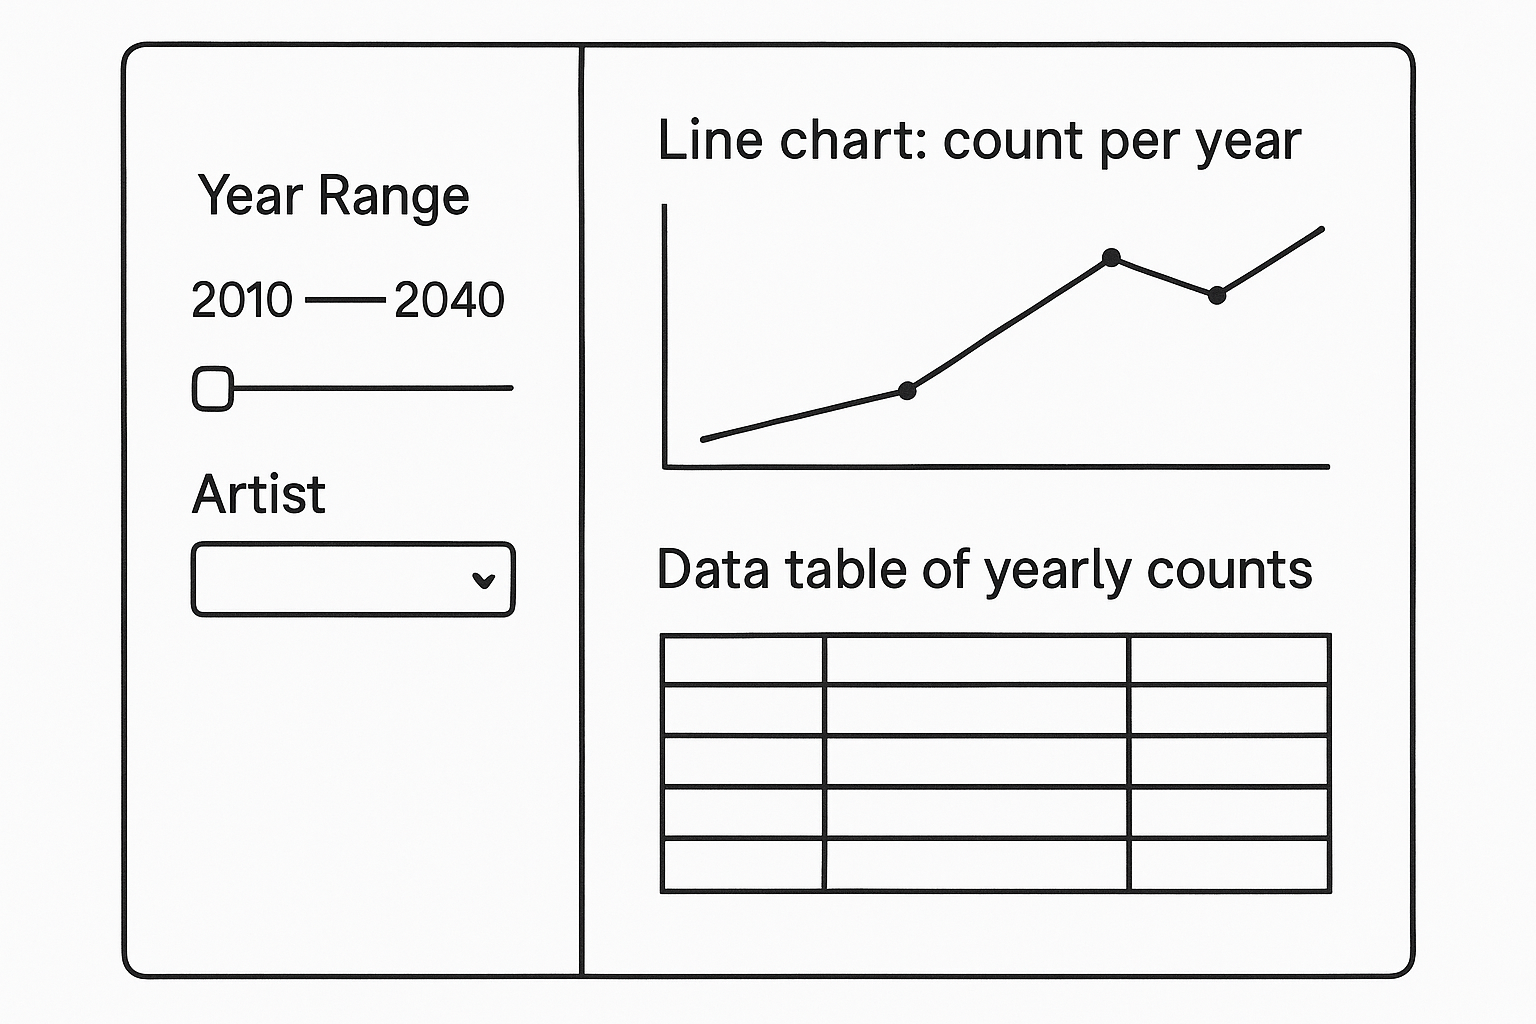 Year Range
2010 — 2040
Artist
Line chart: count per year
Data table of yearly counts